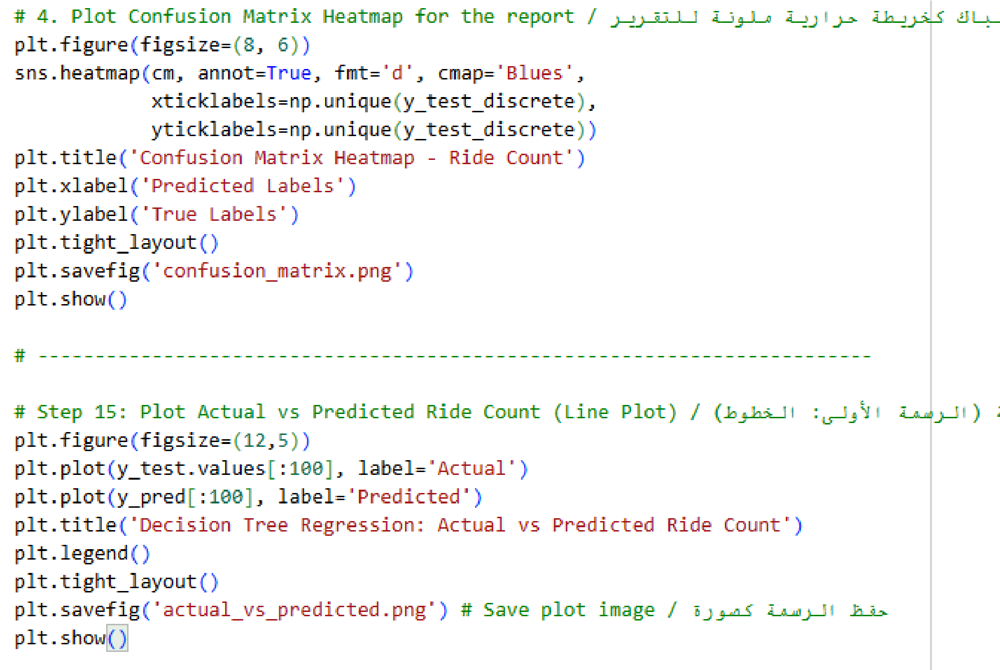 # 4. Plot Confusion Matrix Heatmap for the report / كخريطة حرارية ملونة للتقرير
plt.figure(figsize=(8, 6))
sns.heatmap(cm, annot=True, fmt='d', cmap='Blues',
            xticklabels=np.unique(y_test_discrete),
            yticklabels=np.unique(y_test_discrete))
plt.title('Confusion Matrix Heatmap - Ride Count')
plt.xlabel('Predicted Labels')
plt.ylabel('True Labels')
plt.tight_layout()
plt.savefig('confusion_matrix.png')
plt.show()
# -------------------------------------------------------------------------
# Step 15: Plot Actual vs Predicted Ride Count (Line Plot) / (الرسمة الأولى: الخطوط)
plt.figure(figsize=(12,5))
plt.plot(y_test.values[:100], label='Actual')
plt.plot(y_pred[:100], label='Predicted')
plt.title('Decision Tree Regression: Actual vs Predicted Ride Count')
plt.legend()
plt.tight_layout()
plt.savefig('actual_vs_predicted.png') # Save plot image / حفظ الرسمة كصورة
plt.show()